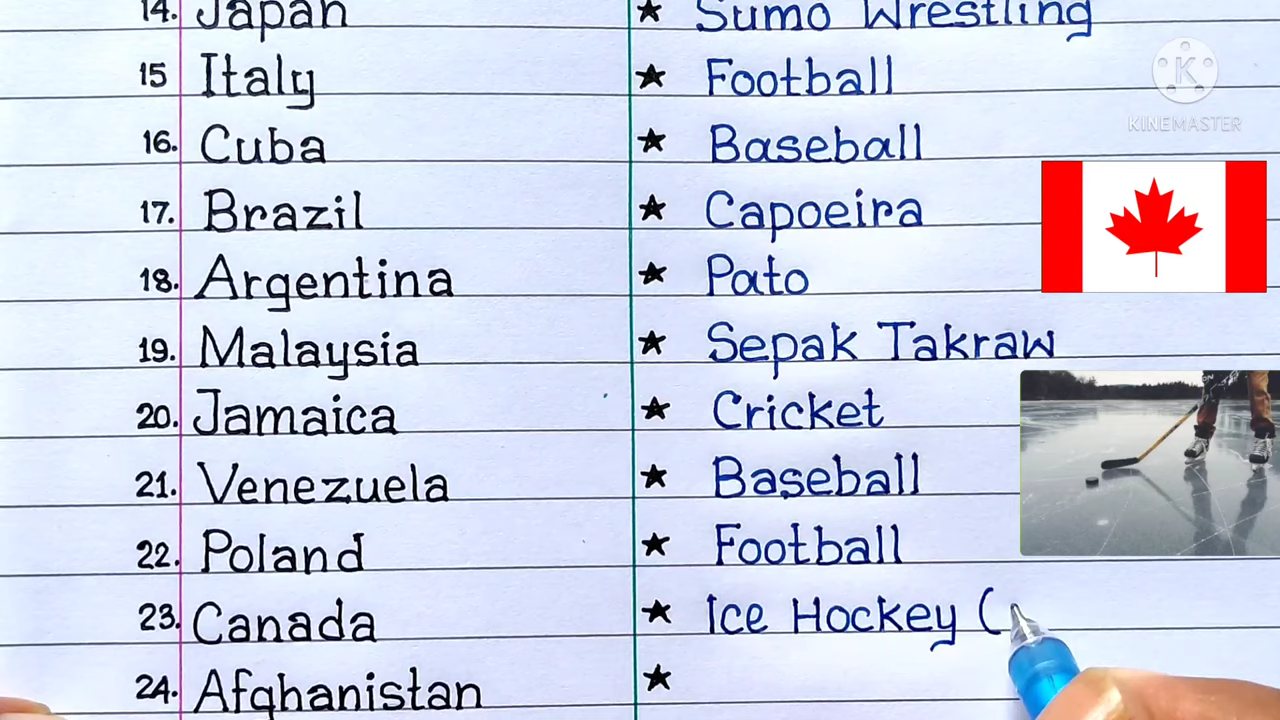 14. Japan ★ Sumo Wrestling
15 Italy ★ Football
16. Cuba ★ Baseball
17. Brazil ★ Capoeira
18. Argentina ★ Pato
19. Malaysia ★ Sepak Takraw
20. Jamaica ★ Cricket
21. Venezuela ★ Baseball
22. Poland ★ Football
23. Canada ★ Ice Hockey (
24. Afghanistan ★
K
KINEMASTER